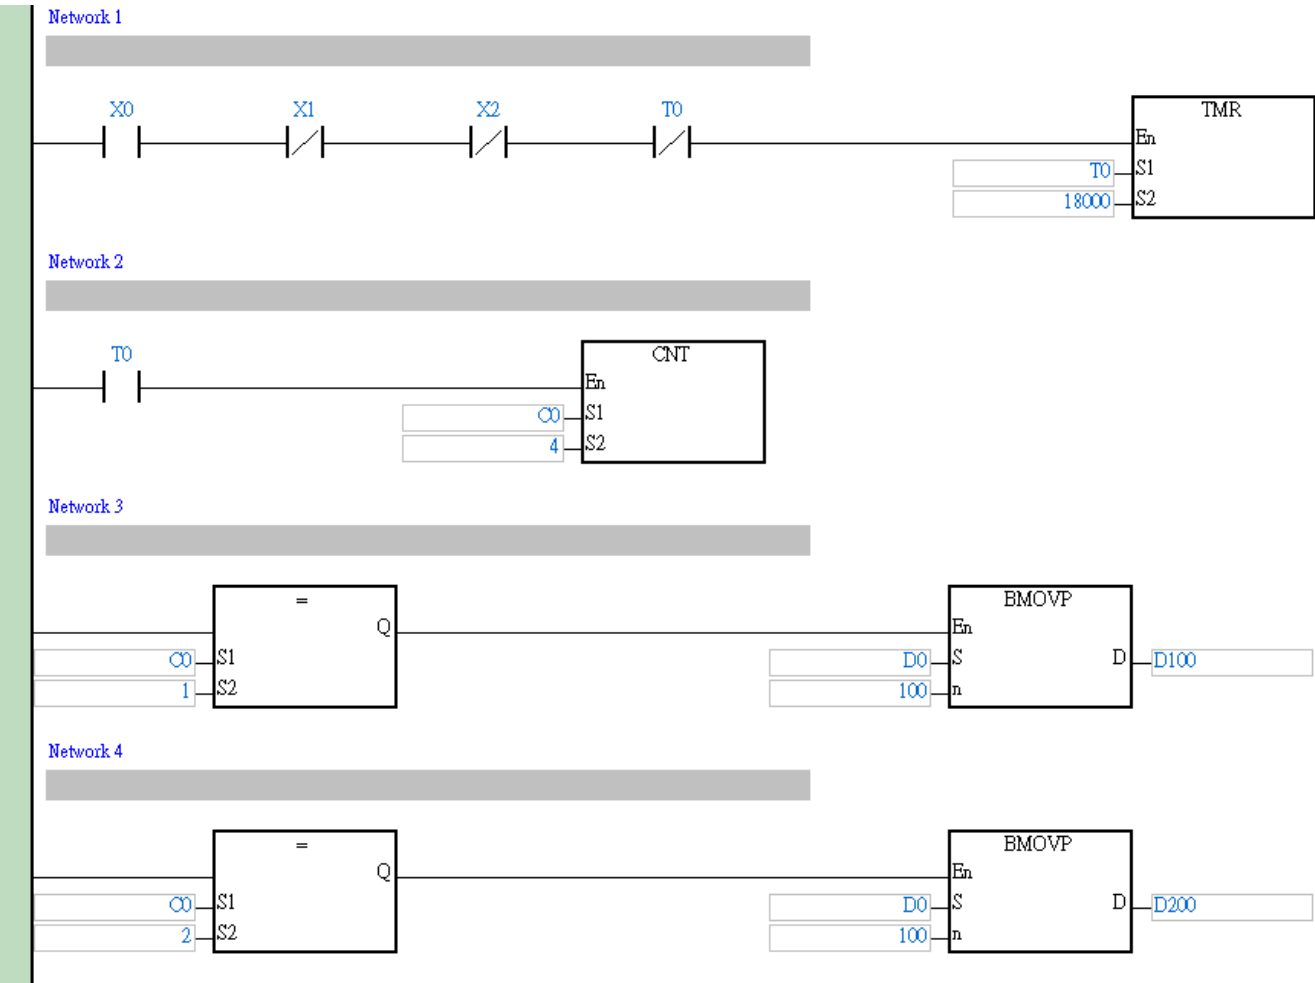 Network 1
X0 X1 X2 T0 TMR
En
T0 S1
18000 S2
Network 2
T0 CNT
En
C0 S1
4 S2
Network 3
= BMOVP
Q En
C0 S1 D0 S D D100
1 S2 100 n
Network 4
= BMOVP
Q En
C0 S1 D0 S D D200
2 S2 100 n